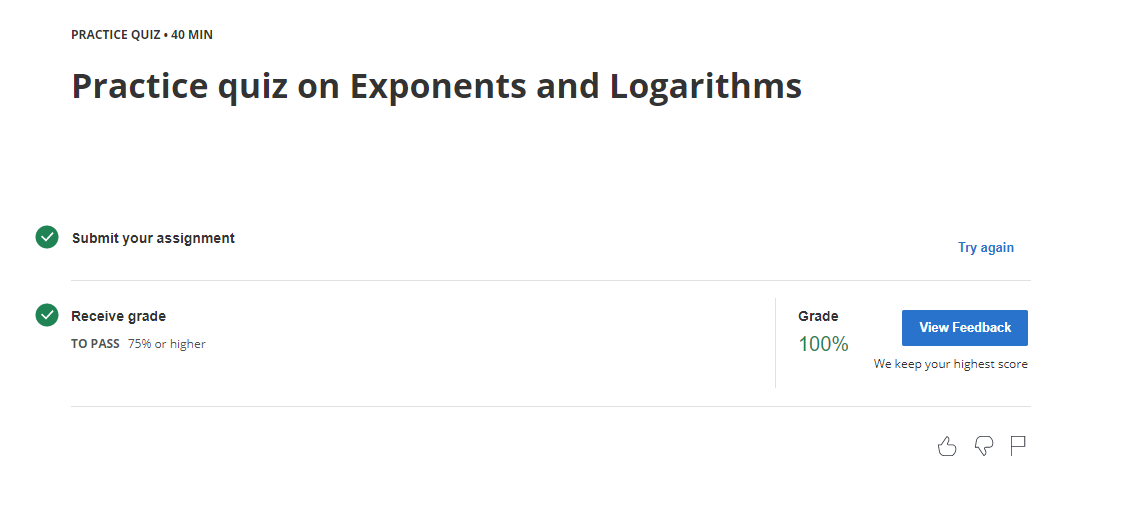 PRACTICE QUIZ • 40 MIN
Practice quiz on Exponents and Logarithms
Submit your assignment
Try again
Receive grade
TO PASS 75% or higher
Grade
100%
View Feedback
We keep your highest score